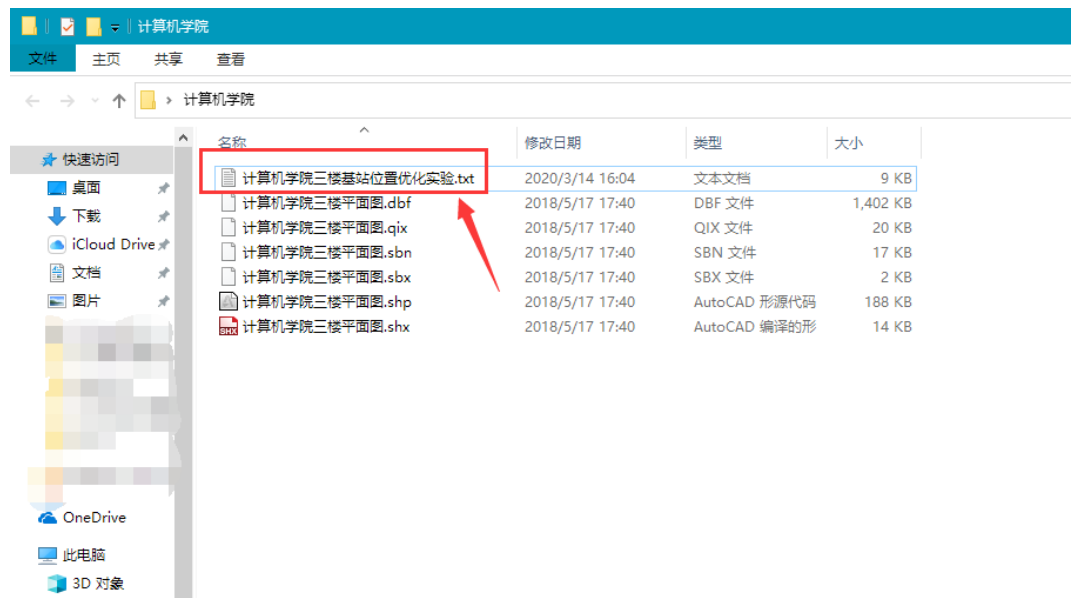 计算机学院
文件 主页 共享 查看
计算机学院
名称 修改日期 类型 大小
快速访问
桌面
下载
iCloud Drive
文档
图片
OneDrive
此电脑
3D 对象
计算机学院三楼基站位置优化实验.txt 2020/3/14 16:04 文本文档 9 KB
计算机学院三楼平面图.dbf 2018/5/17 17:40 DBF 文件 1,402 KB
计算机学院三楼平面图.qix 2018/5/17 17:40 QIX 文件 20 KB
计算机学院三楼平面图.sbn 2018/5/17 17:40 SBN 文件 17 KB
计算机学院三楼平面图.sbx 2018/5/17 17:40 SBX 文件 2 KB
计算机学院三楼平面图.shp 2018/5/17 17:40 AutoCAD 形源代码 188 KB
SHX 计算机学院三楼平面图.shx 2018/5/17 17:40 AutoCAD 编译的形 14 KB